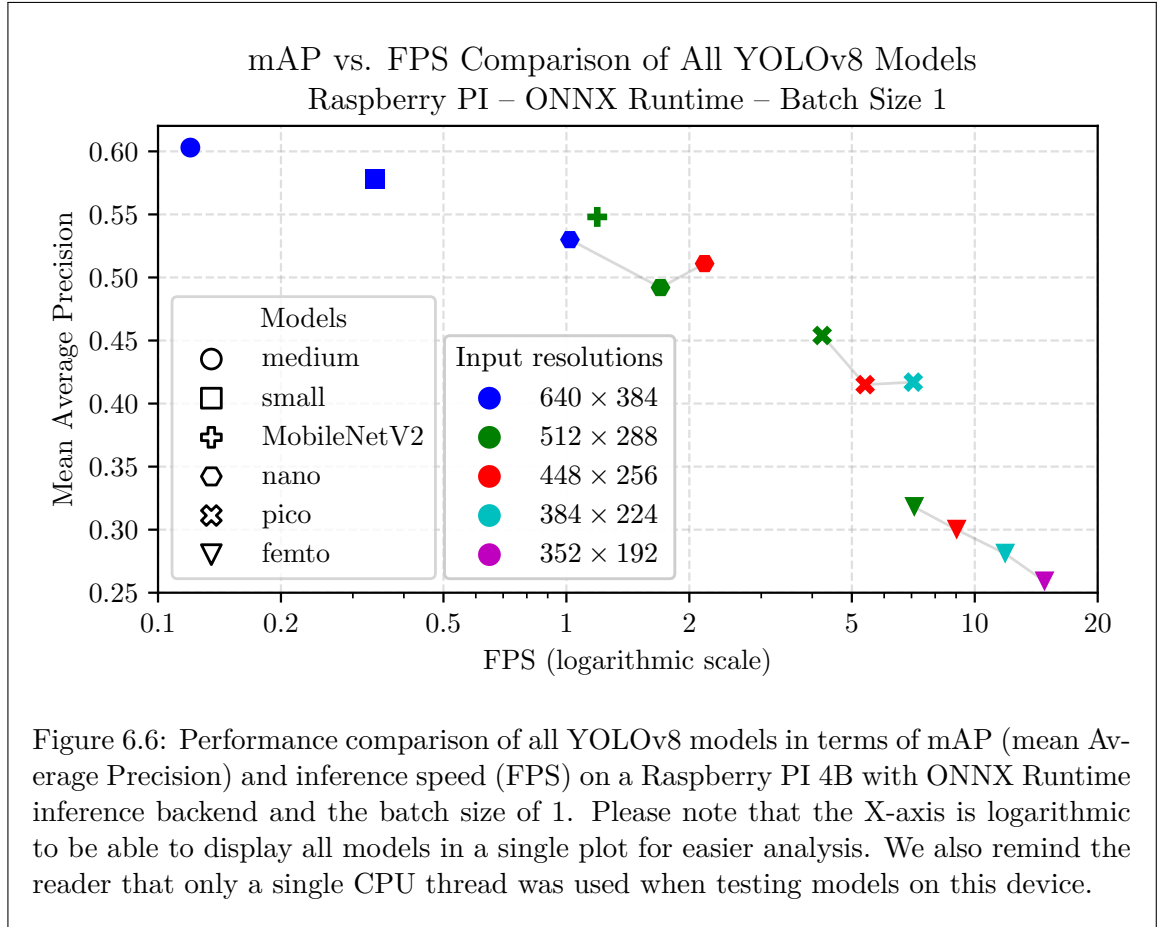 mAP vs. FPS Comparison of All YOLOv8 Models
Raspberry PI – ONNX Runtime – Batch Size 1
0.60
0.55
0.50
0.45
0.40
0.35
0.30
0.25
Mean Average Precision
Models
medium
small
MobileNetV2
nano
pico
femto
Input resolutions
640 × 384
512 × 288
448 × 256
384 × 224
352 × 192
0.1 0.2 0.5 1 2 5 10 20
FPS (logarithmic scale)
Figure 6.6: Performance comparison of all YOLOv8 models in terms of mAP (mean Av-
erage Precision) and inference speed (FPS) on a Raspberry PI 4B with ONNX Runtime
inference backend and the batch size of 1. Please note that the X-axis is logarithmic
to be able to display all models in a single plot for easier analysis. We also remind the
reader that only a single CPU thread was used when testing models on this device.